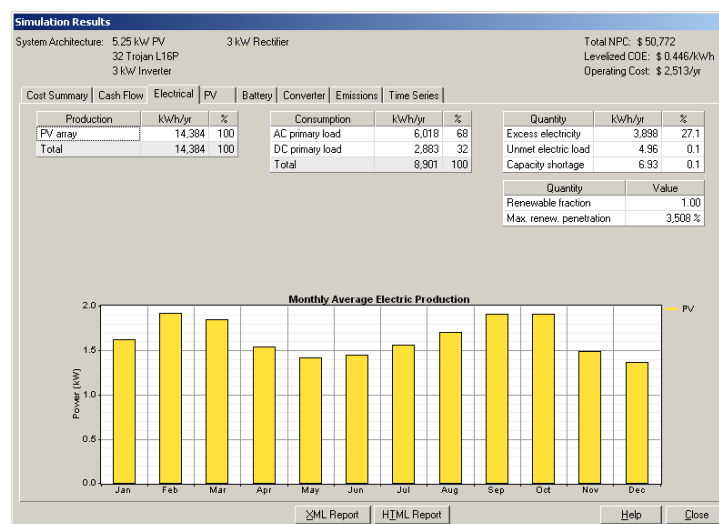 Simulation Results
System Architecture: 5.25 kW PV 3 kW Rectifier Total NPC: $ 50,772
32 Trojan L16P Levelized COE: $ 0.446/kWh
3 kW Inverter Operating Cost: $ 2,513/yr
Cost Summary Cash Flow Electrical PV Battery Converter Emissions Time Series
Production kWh/yr %
PV array 14,384 100
Total 14,384 100
Consumption kWh/yr %
AC primary load 6,018 68
DC primary load 2,883 32
Total 8,901 100
Quantity kWh/yr %
Excess electricity 3,898 27.1
Unmet electric load 4.96 0.1
Capacity shortage 6.93 0.1
Quantity Value
Renewable fraction 1.00
Max. renew. penetration 3,508 %
Monthly Average Electric Production
Power (kW)
2.0
1.5
1.0
0.5
0.0
Jan Feb Mar Apr May Jun Jul Aug Sep Oct Nov Dec
PV
XML Report HTML Report Help Close